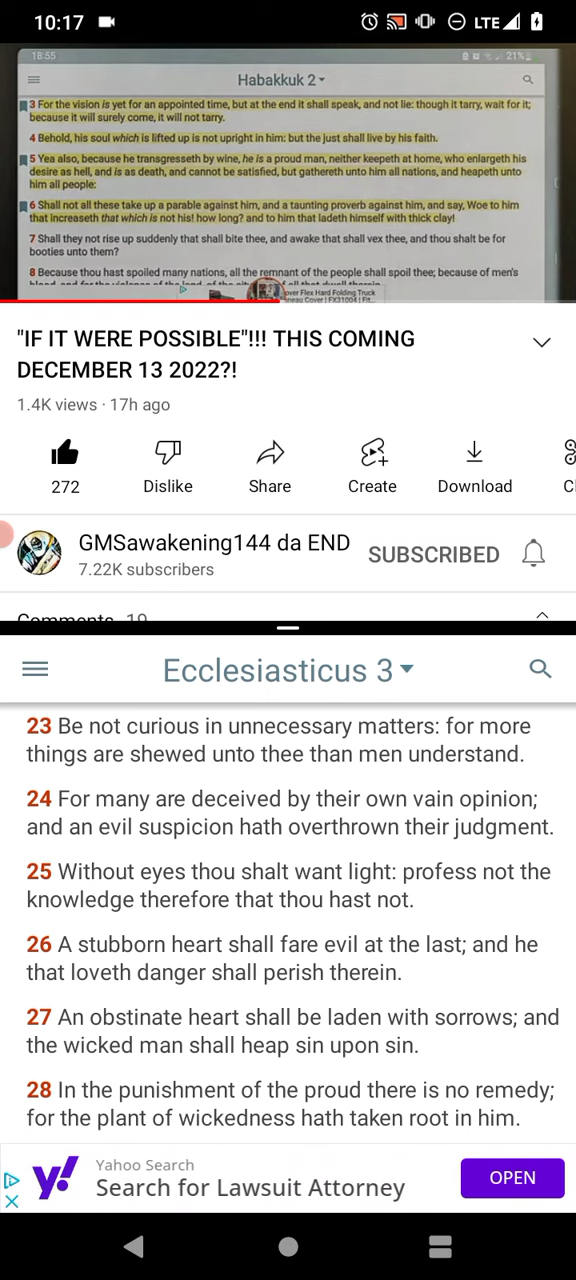 10:17
LTE
18:55
21%
Habakkuk 2
3 For the vision is yet for an appointed time, but at the end it shall speak, and not lie: though it tarry, wait for it;
because it will surely come, it will not tarry.
4 Behold, his soul which is lifted up is not upright in him: but the just shall live by his faith.
5 Yea also, because he transgresseth by wine, he is a proud man, neither keepeth at home, who enlargeth his
desire as hell, and is as death, and cannot be satisfied, but gathereth unto him all nations, and heapeth unto
him all people:
6 Shall not all these take up a parable against him, and a taunting proverb against him, and say, Woe to him
that increaseth that which is not his! how long? and to him that ladeth himself with thick clay!
7 Shall they not rise up suddenly that shall bite thee, and awake that shall vex thee, and thou shalt be for
booties unto them?
8 Because thou hast spoiled many nations, all the remnant of the people shall spoil thee; because of men's
over Flex Hard Folding Truck
neau Cover | FX31004 | Fit...
"IF IT WERE POSSIBLE"!!! THIS COMING
DECEMBER 13 2022?!
1.4K views · 17h ago
272
Dislike
Share
Create
Download
Cl
GMSawakening144 da END
7.22K subscribers
SUBSCRIBED
Comments 19
Ecclesiasticus 3
23 Be not curious in unnecessary matters: for more
things are shewed unto thee than men understand.
24 For many are deceived by their own vain opinion;
and an evil suspicion hath overthrown their judgment.
25 Without eyes thou shalt want light: profess not the
knowledge therefore that thou hast not.
26 A stubborn heart shall fare evil at the last; and he
that loveth danger shall perish therein.
27 An obstinate heart shall be laden with sorrows; and
the wicked man shall heap sin upon sin.
28 In the punishment of the proud there is no remedy;
for the plant of wickedness hath taken root in him.
y!
Yahoo Search
Search for Lawsuit Attorney
OPEN